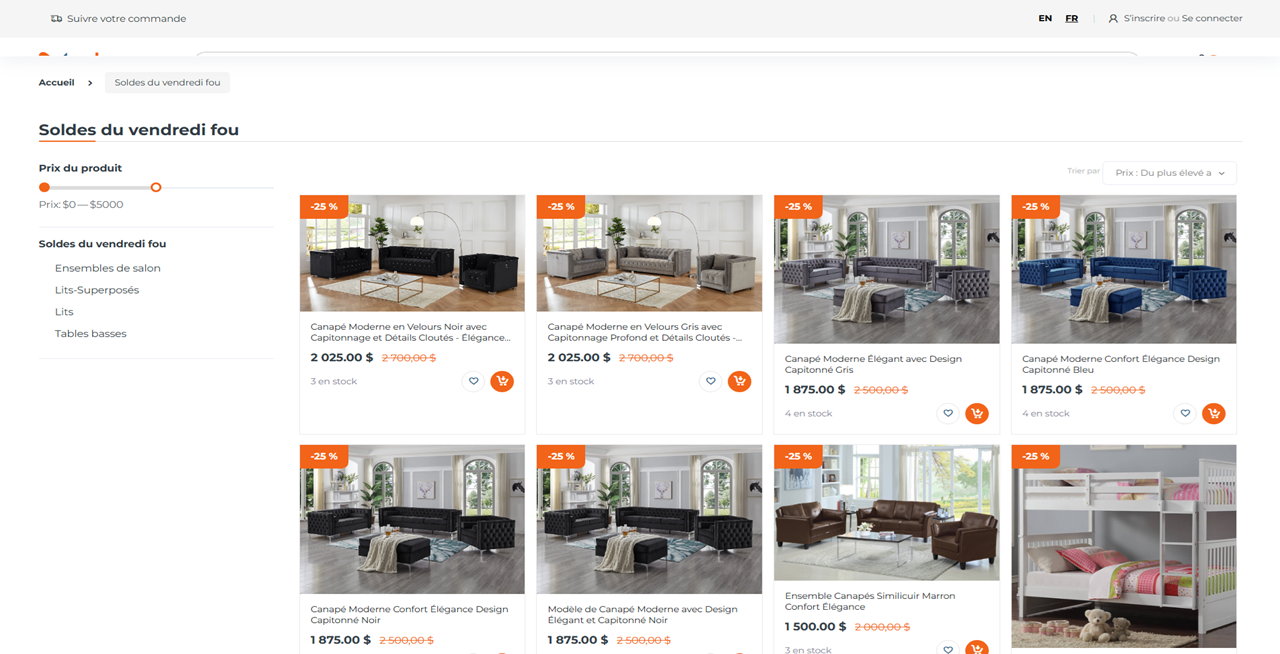 Suivre votre commande
EN FR | S'inscrire ou Se connecter
Accueil > Soldes du vendredi fou
Soldes du vendredi fou
Prix du produit
Prix: $0 — $5000
Soldes du vendredi fou
Ensembles de salon
Lits-Superposés
Lits
Tables basses
Trier par Prix : Du plus élevé a
-25 %
Canapé Moderne en Velours Noir avec
Capitonnage et Détails Cloutés - Élégance...
2 025.00 $ 2 700,00 $
3 en stock
-25 %
Canapé Moderne en Velours Gris avec
Capitonnage Profond et Détails Cloutés -...
2 025.00 $ 2 700,00 $
3 en stock
-25 %
Canapé Moderne Élégant avec Design
Capitonné Gris
1 875.00 $ 2 500,00 $
4 en stock
-25 %
Canapé Moderne Confort Élégance Design
Capitonné Bleu
1 875.00 $ 2 500,00 $
4 en stock
-25 %
Canapé Moderne Confort Élégance Design
Capitonné Noir
1 875.00 $ 2 500,00 $
-25 %
Modèle de Canapé Moderne avec Design
Élégant et Capitonné Noir
1 875.00 $ 2 500,00 $
-25 %
Ensemble Canapés Similicuir Marron
Confort Élégance
1 500.00 $ 2 000,00 $
3 en stock
-25 %